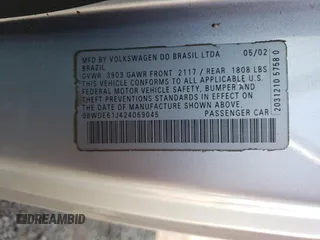 MFD BY VOLKSWAGEN DO BRASIL LTDA 05/02
BRAZIL
GVWR 3803 GAWR FRONT 2117 / REAR 1808 LBS
THIS VEHICLE CONFORMS TO ALL APPLICABLE U.S.
FEDERAL MOTOR VEHICLE SAFETY, BUMPER AND
THEFT PREVENTION STANDARDS IN EFFECT ON THE
DATE OF MANUFACTURE SHOWN ABOVE.
9BWDE61J424069045 PASSENGER CAR
2031210 5758 0
DREAMBID